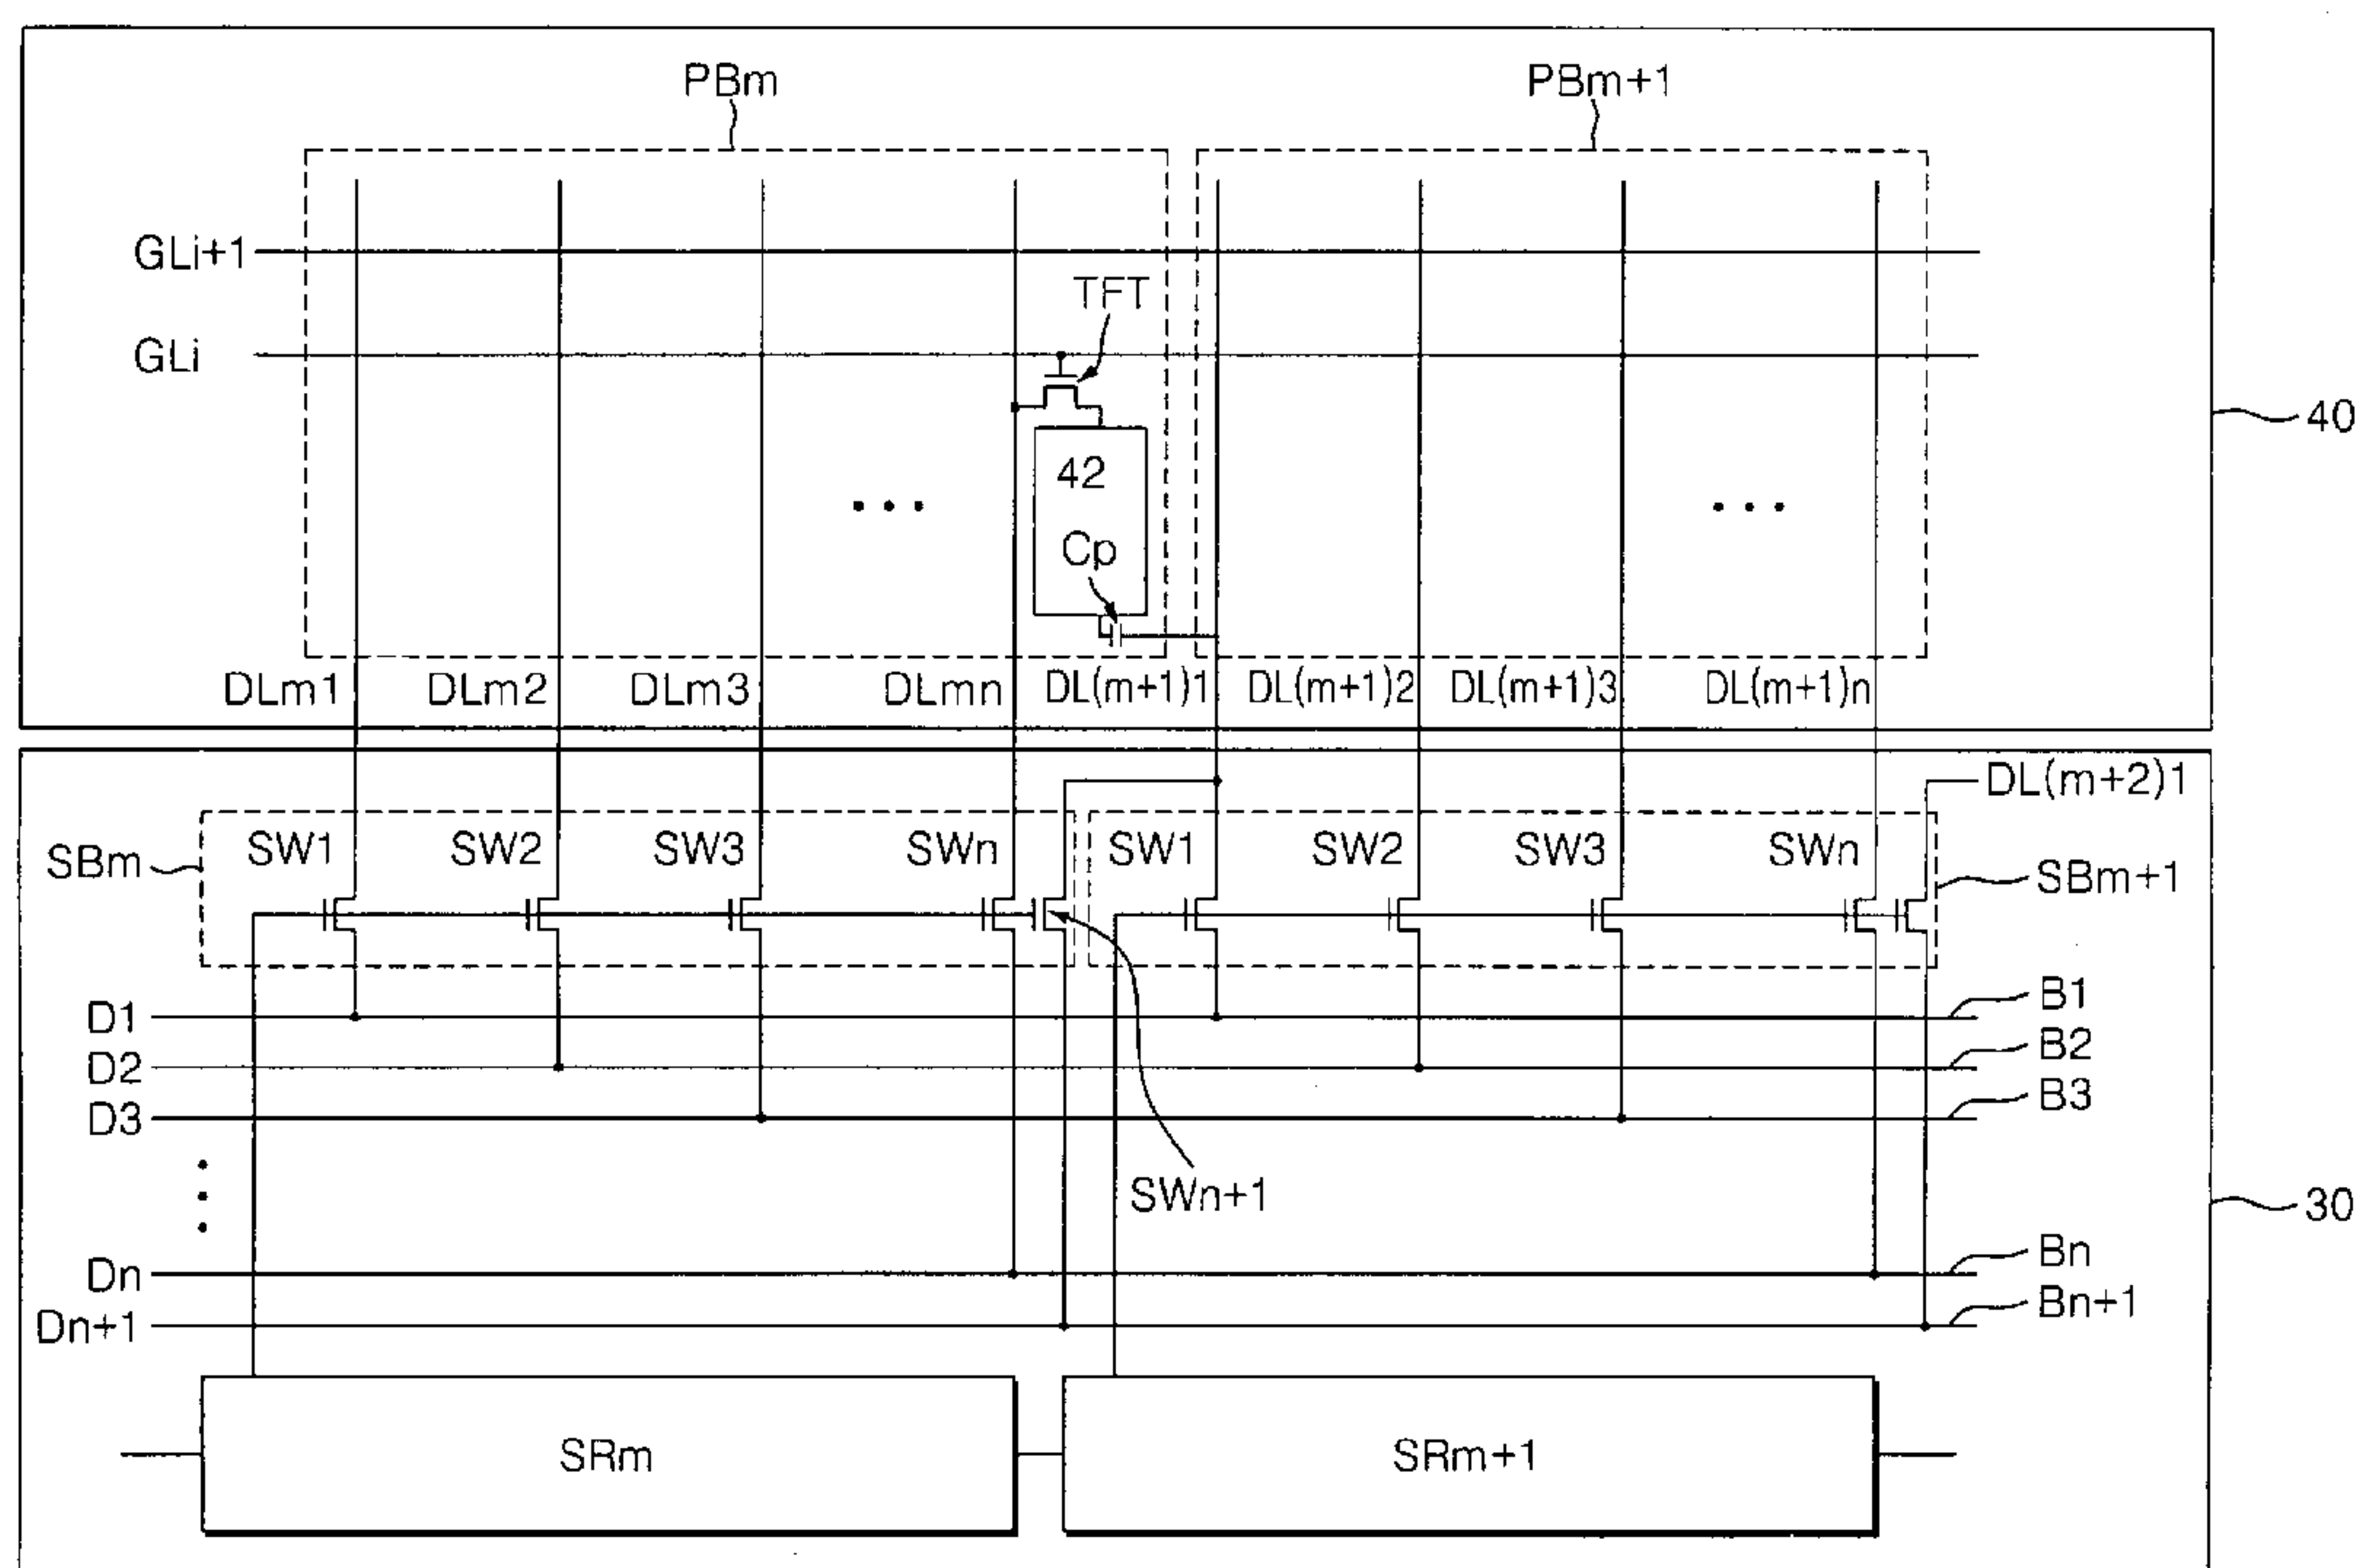 PBm PBm+1
GLi+1
TFT
GLi
40
42
Cp
DLm1 DLm2 DLm3 DLmn DL(m+1)1 DL(m+1)2 DL(m+1)3 DL(m+1)n
DL(m+2)1
SBm SW1 SW2 SW3 SWn SW1 SW2 SW3 SWn SBm+1
D1 B1
D2 B2
D3 B3
SWn+1
30
Dn Bn
Dn+1 Bn+1
SRm SRm+1